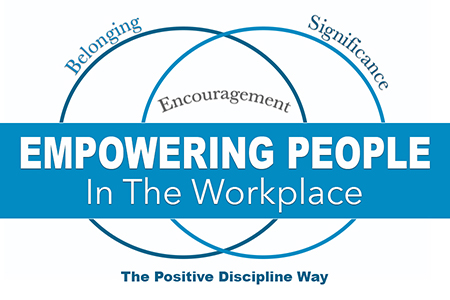 Belonging
Significance
Encouragement
EMPOWERING PEOPLE
In The Workplace
The Positive Discipline Way